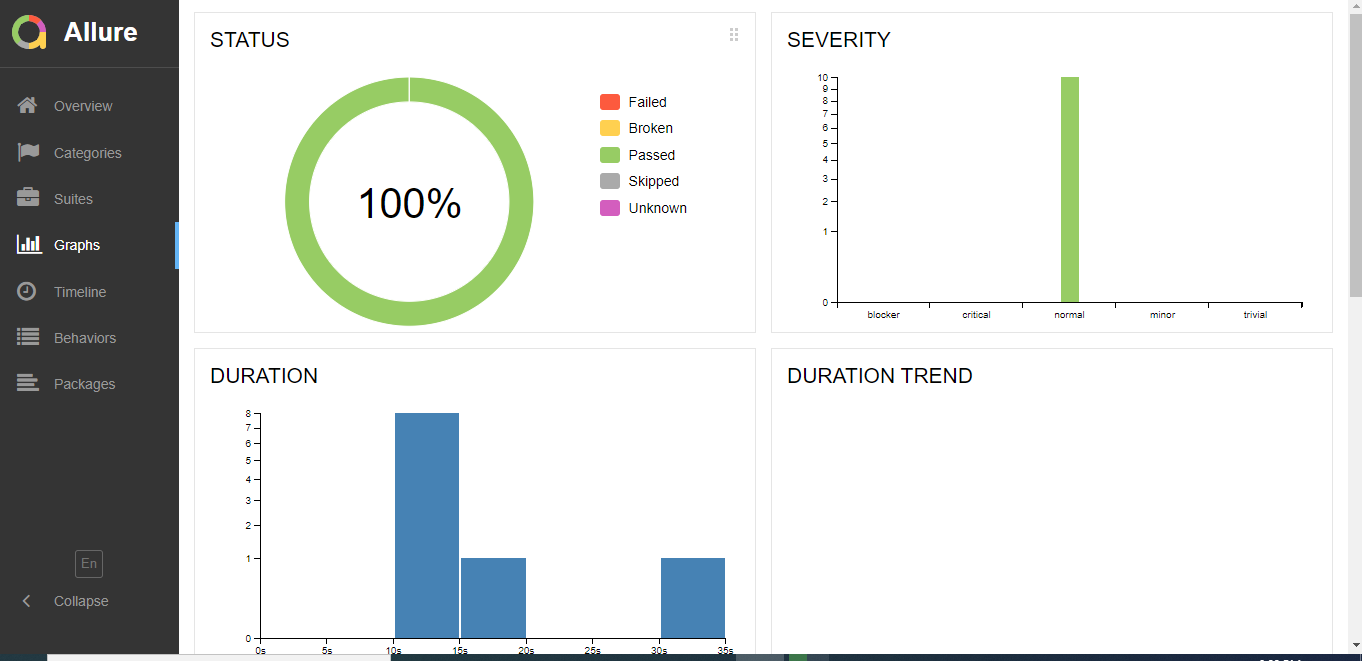 Allure
Overview
Categories
Suites
Graphs
Timeline
Behaviors
Packages
En
Collapse
STATUS
100%
Failed
Broken
Passed
Skipped
Unknown
SEVERITY
10
9
8
7
6
5
4
3
2
1
0
blocker critical normal minor trivial
DURATION
8
7
6
5
4
3
2
1
0
0s 5s 10s 15s 20s 25s 30s 35s
DURATION TREND